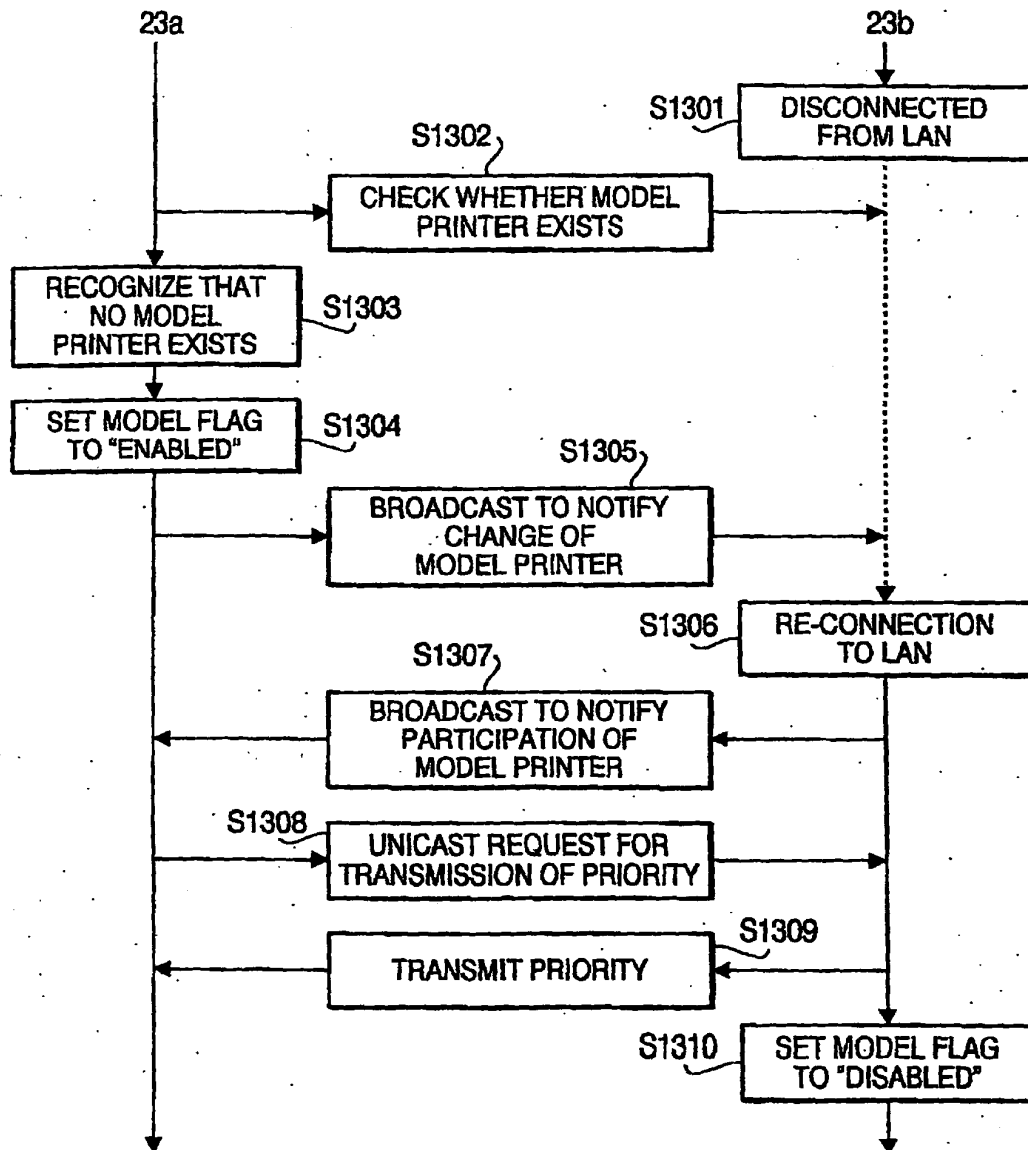 23a
23b
S1301
DISCONNECTED
FROM LAN
S1302
CHECK WHETHER MODEL
PRINTER EXISTS
RECOGNIZE THAT
NO MODEL
PRINTER EXISTS
S1303
SET MODEL FLAG
TO "ENABLED"
S1304
S1305
BROADCAST TO NOTIFY
CHANGE OF
MODEL PRINTER
S1306
RE-CONNECTION
TO LAN
S1307
BROADCAST TO NOTIFY
PARTICIPATION OF
MODEL PRINTER
S1308
UNICAST REQUEST FOR
TRANSMISSION OF PRIORITY
S1309
TRANSMIT PRIORITY
S1310
SET MODEL FLAG
TO "DISABLED"